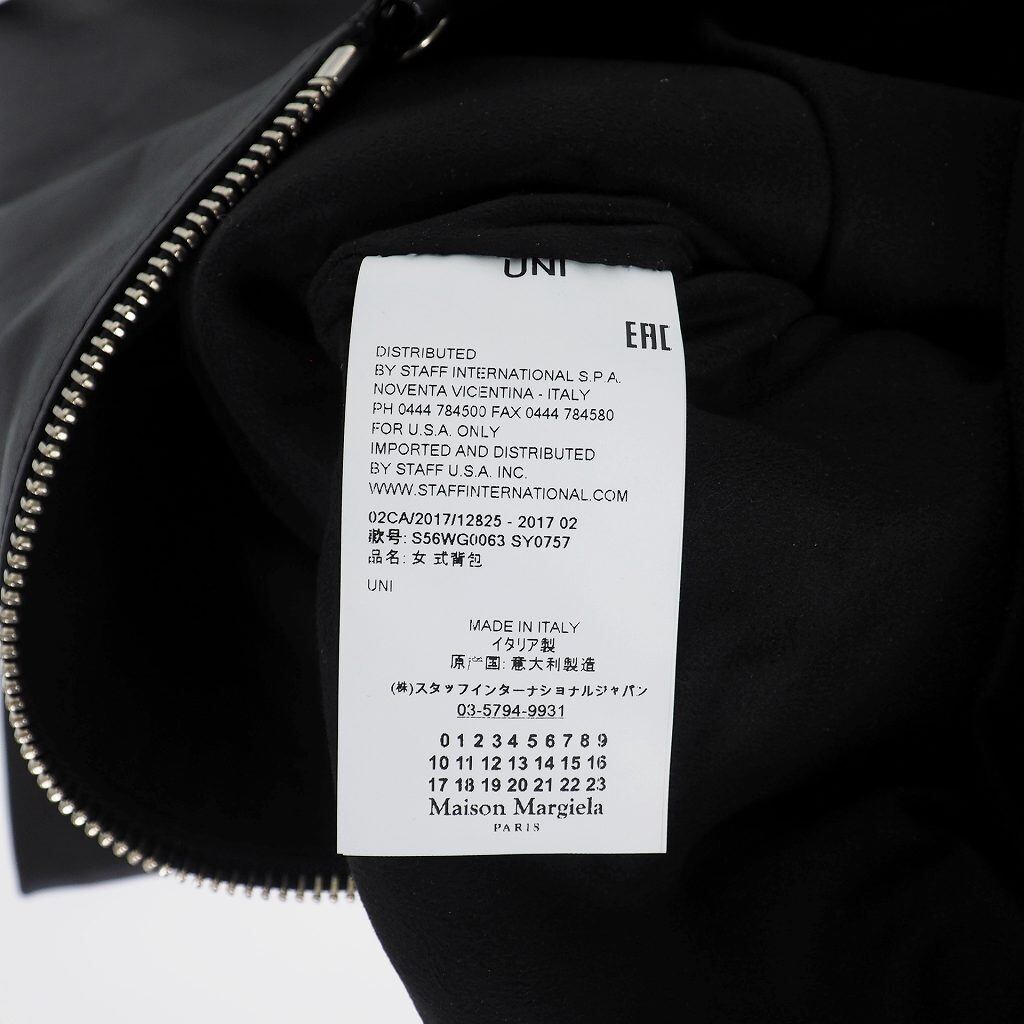 UNI
EAC
DISTRIBUTED
BY STAFF INTERNATIONAL S.P.A.
NOVENTA VICENTINA - ITALY
PH 0444 784500 FAX 0444 784580
FOR U.S.A. ONLY
IMPORTED AND DISTRIBUTED
BY STAFF U.S.A. INC.
WWW.STAFFINTERNATIONAL.COM
02CA/2017/12825 - 2017 02
款号: S56WG0063 SY0757
品名: 女 式背包
UNI
MADE IN ITALY
イタリア製
原产国: 意大利製造
(株)スタッフインターナショナルジャパン
03-5794-9931
0 1 2 3 4 5 6 7 8 9
10 11 12 13 14 15 16
17 18 19 20 21 22 23
Maison Margiela
PARIS